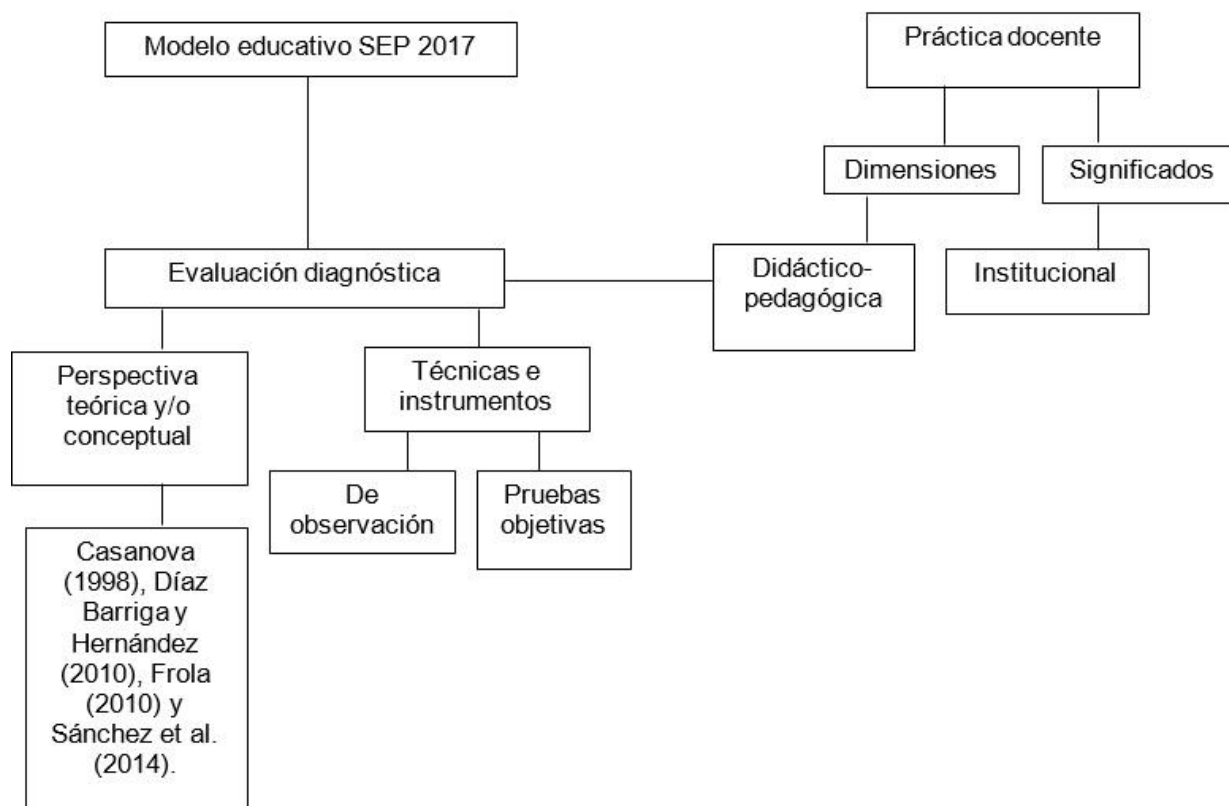 Modelo educativo SEP 2017
Práctica docente
Dimensiones
Significados
Evaluación diagnóstica
Didáctico-
pedagógica
Institucional
Perspectiva
teórica y/o
conceptual
Técnicas e
instrumentos
De
observación
Pruebas
objetivas
Casanova
(1998), Díaz
Barriga y
Hernández
(2010), Frola
(2010) y
Sánchez et al.
(2014).